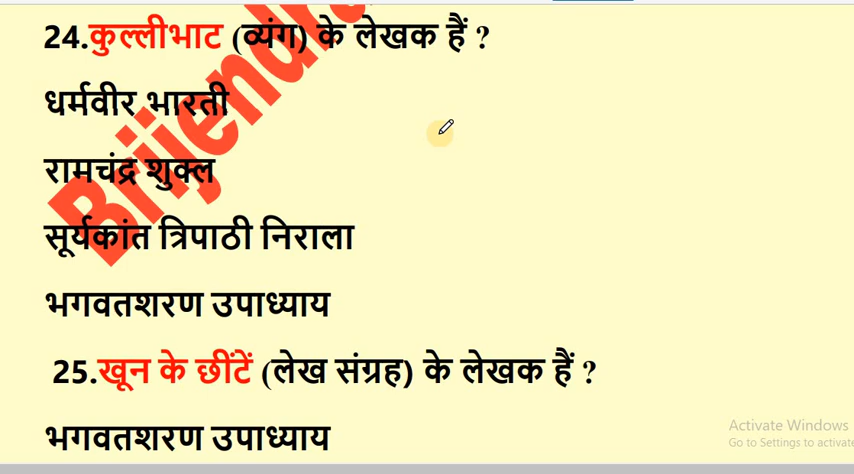 24.कुल्लीभाट (व्यंग) के लेखक हैं ?
धर्मवीर भारती
रामचंद्र शुक्ल
सूर्यकांत त्रिपाठी निराला
भगवतशरण उपाध्याय
25.खून के छींटें (लेख संग्रह) के लेखक हैं ?
भगवतशरण उपाध्याय
Activate Windows
Go to Settings to activate